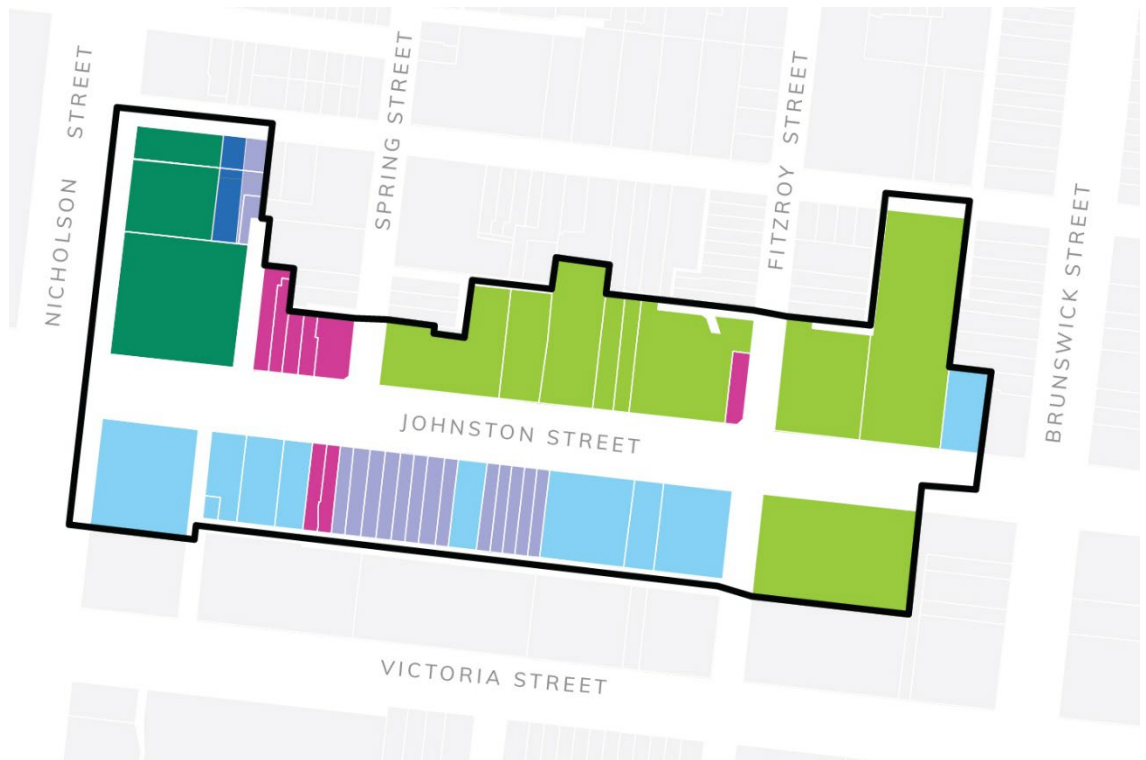 NICHOLSON STREET
SPRING STREET
FITZROY STREET
BRUNSWICK STREET
JOHNSTON STREET
VICTORIA STREET